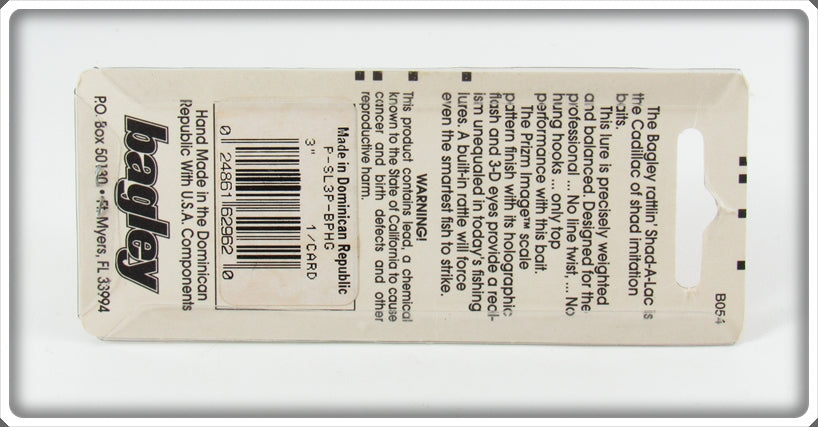 B054
The Bagley rattlin' Shad-A-Lac is
the Cadillac of shad imitation
baits.
This lure is precisely weighted
and balanced. Designed for the
professional ... No line twist, ... No
hung hooks ... only top
performance with this bait.
The Prizm Image™ scale
pattern finish with its holographic
flash and 3-D eyes provide a real-
ism unequaled in today's fishing
lures. A built-in rattle will force
even the smartest fish to strike.
WARNING!
This product contains lead, a chemical
known to the State of California to cause
cancer and birth defects and other
reproductive harm.
Made in Dominican Republic
P-SL3P-BPHG
3" 1/CARD
0 24861 62962 0
Hand Made in the Dominican
Republic With U.S.A. Components
bagley
P.O. Box 50130 • Ft. Myers, FL 33994